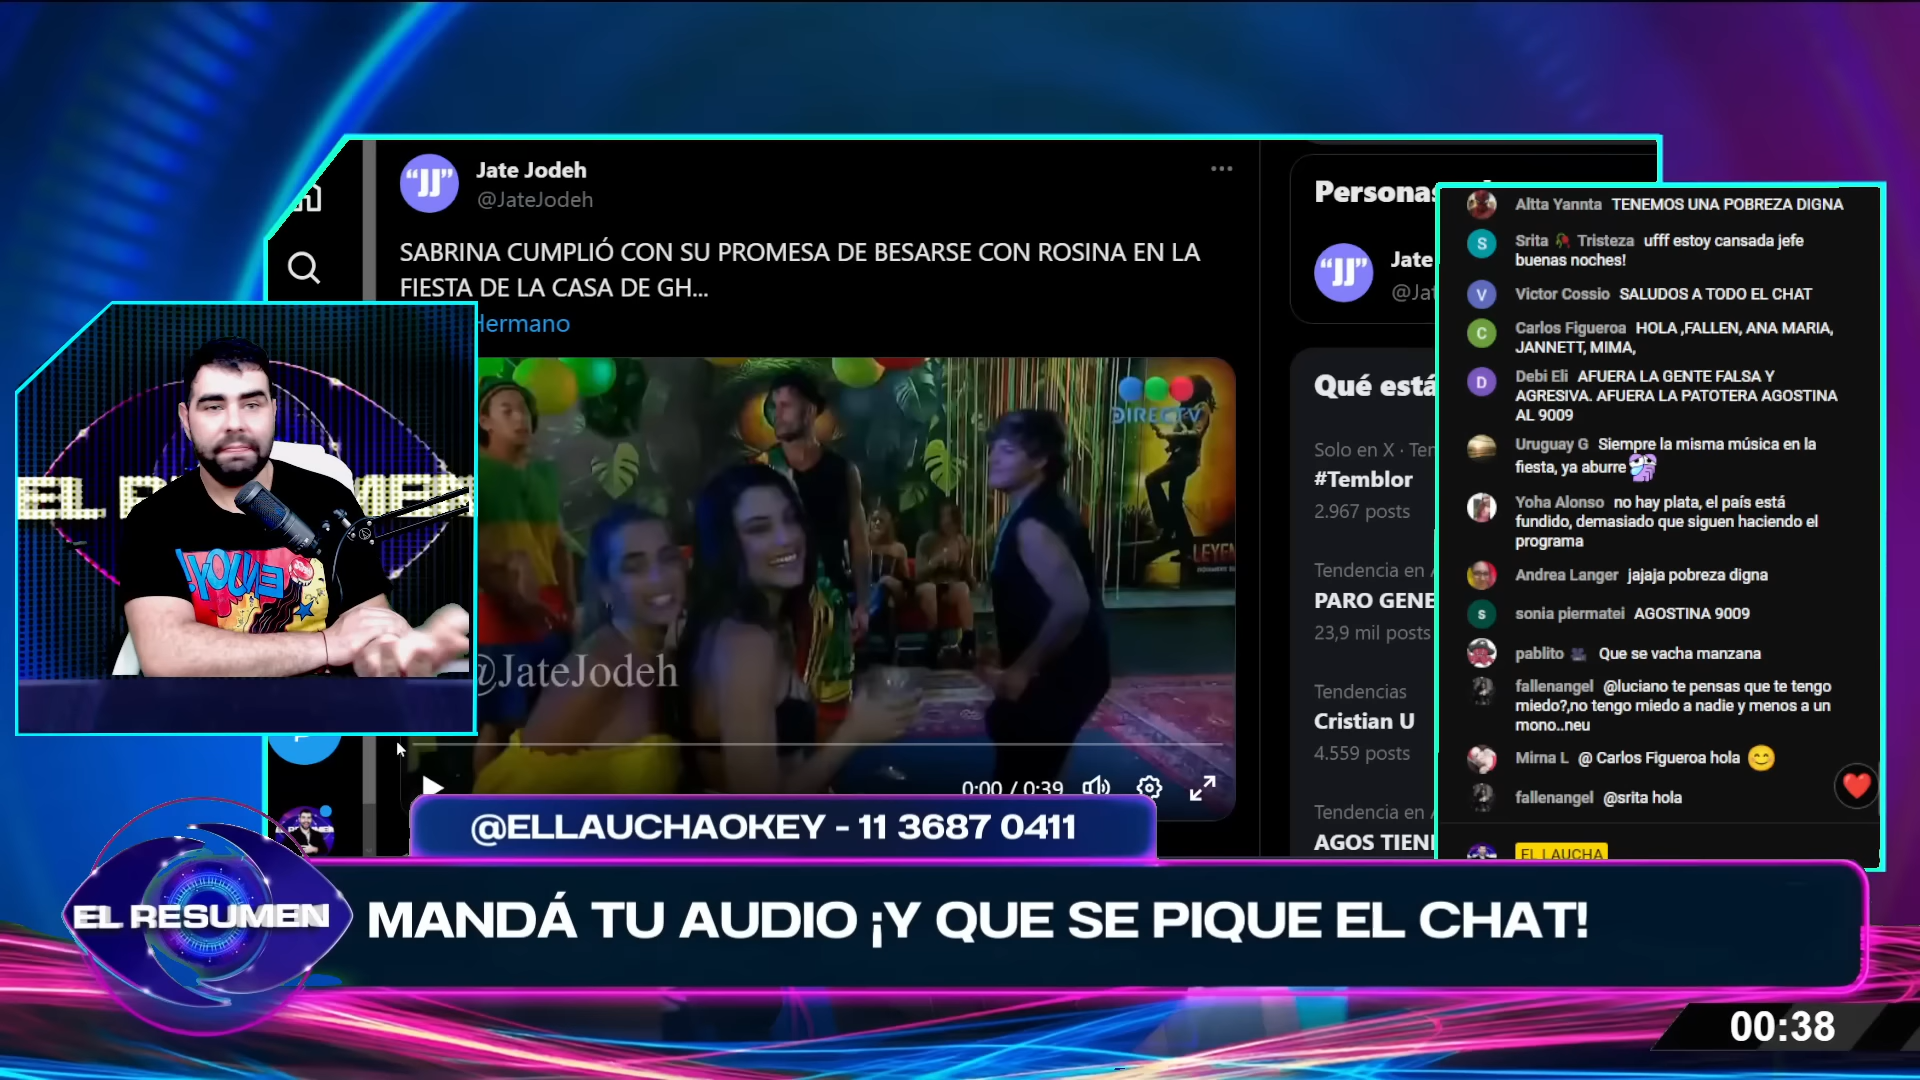 Jate Jodeh
@JateJodeh
SABRINA CUMPLIÓ CON SU PROMESA DE BESARSE CON ROSINA EN LA
FIESTA DE LA CASA DE GH...
Hermano
"JJ"
DIRECTV
LEYEN
@JateJodeh
0:00 / 0:39
Personas
"JJ"
Jate
@Jat
Qué está
Solo en X · Ten
#Temblor
2.967 posts
Tendencia en A
PARO GENE
23,9 mil posts
Tendencias
Cristian U
4.559 posts
Tendencia en A
AGOS TIENE
Altta Yannta TENEMOS UNA POBREZA DIGNA
S Srita 🥀 Tristeza ufff estoy cansada jefe
buenas noches!
V Victor Cossio SALUDOS A TODO EL CHAT
C Carlos Figueroa HOLA ,FALLEN, ANA MARIA,
JANNETT, MIMA,
D Debi Eli AFUERA LA GENTE FALSA Y
AGRESIVA. AFUERA LA PATOTERA AGOSTINA
AL 9009
Uruguay G Siempre la misma música en la
fiesta, ya aburre
Yoha Alonso no hay plata, el país está
fundido, demasiado que siguen haciendo el
programa
Andrea Langer jajaja pobreza digna
s sonia piermatei AGOSTINA 9009
pablito Que se vacha manzana
fallenangel @luciano te pensas que te tengo
miedo?,no tengo miedo a nadie y menos a un
mono..neu
Mirna L @ Carlos Figueroa hola 😊
fallenangel @srita hola
EL LAUCHA
ENJOY!
@ELLAUCHAOKEY - 11 3687 0411
EL RESUMEN
MANDÁ TU AUDIO ¡Y QUE SE PIQUE EL CHAT!
00:38